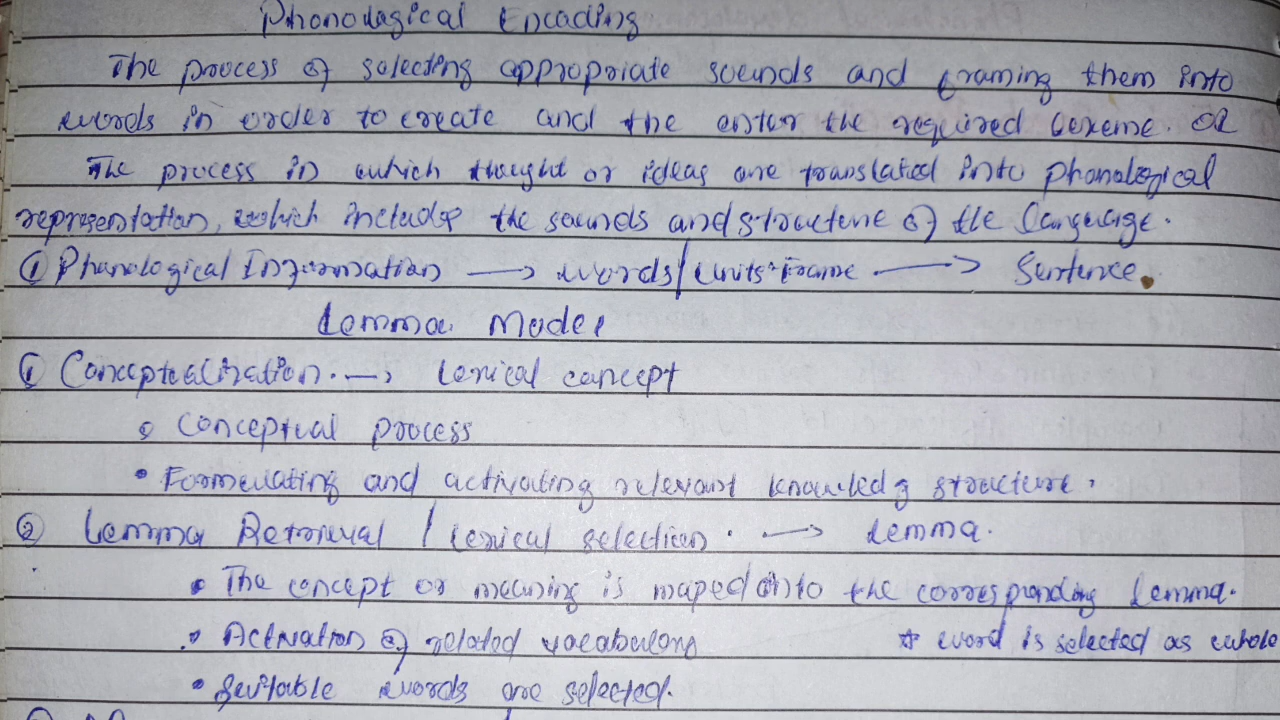 Phonological Encoding
The process of selecting appropriate sounds and framing them into
words in order to create and the enter the required lexeme. OR
The process in which thought or ideas are translated into phonological
representation, which includes the sounds and structure of the language.
① Phonological Information → words/units Frame → Sentence.
Lemma Model
① Conceptualization. → Lexical concept
• Conceptual process
• Formulating and activating relevant knowledg structure.
② Lemma Retrieval / Lexical selection. → Lemma.
• The concept or meaning is maped onto the corresponding Lemma.
• Activation of related vocabulary * word is selected as whole
• Suitable words are selected.